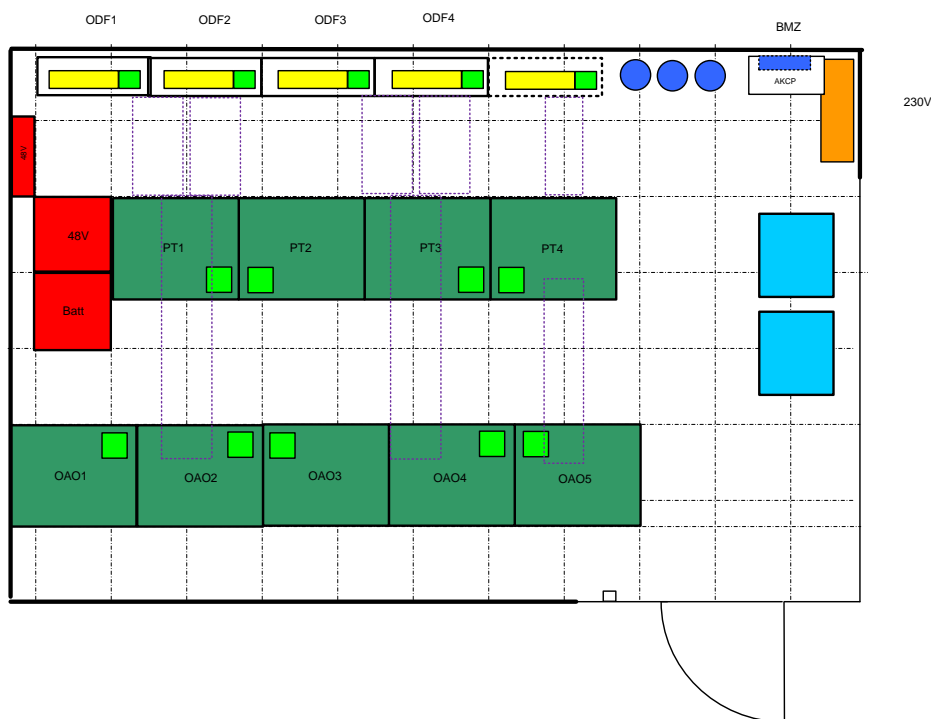 ODF1
ODF2
ODF3
ODF4
BMZ
AKCP
230V
48V
48V
PT1
PT2
PT3
PT4
Batt
OAO1
OAO2
OAO3
OAO4
OAO5